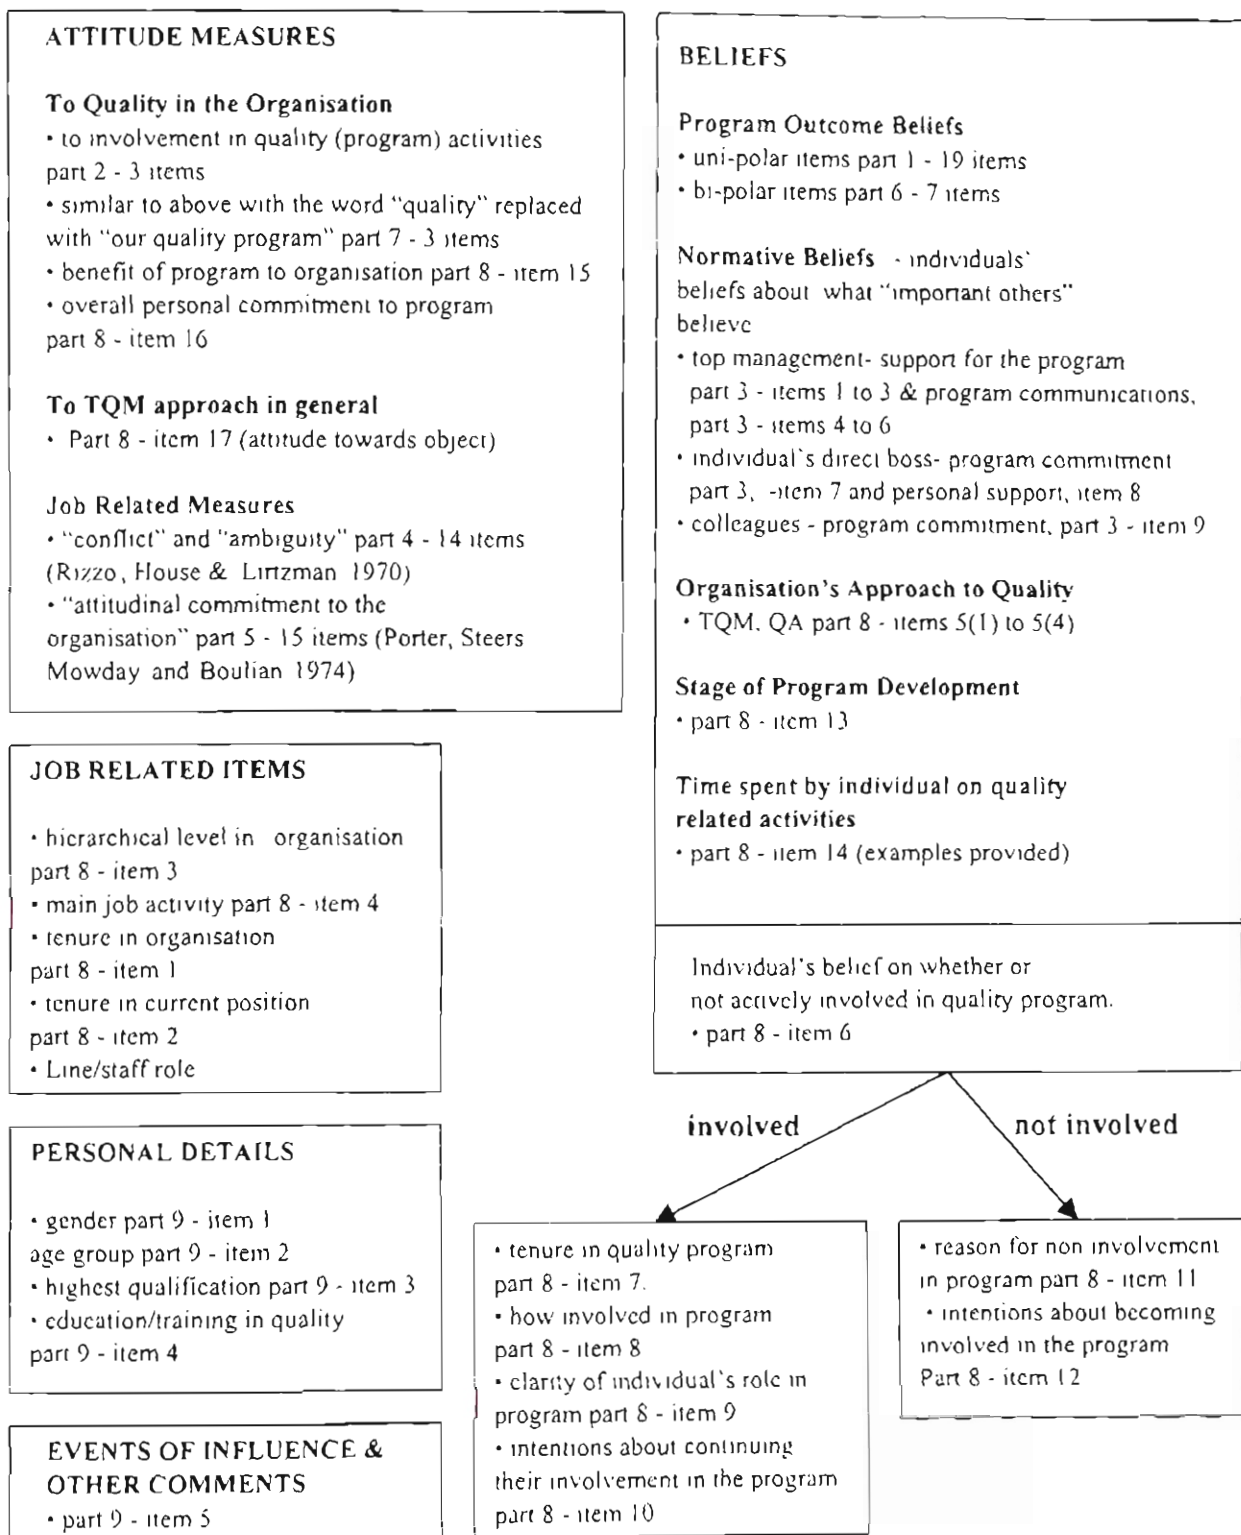 ATTITUDE MEASURES
To Quality in the Organisation
• to involvement in quality (program) activities
part 2 - 3 items
• similar to above with the word "quality" replaced
with "our quality program" part 7 - 3 items
• benefit of program to organisation part 8 - item 15
• overall personal commitment to program
part 8 - item 16
To TQM approach in general
• Part 8 - item 17 (attitude towards object)
Job Related Measures
• "conflict" and "ambiguity" part 4 - 14 items
(Rizzo, House & Lirtzman 1970)
• "attitudinal commitment to the
organisation" part 5 - 15 items (Porter, Steers
Mowday and Boulian 1974)
JOB RELATED ITEMS
• hierarchical level in organisation
part 8 - item 3
• main job activity part 8 - item 4
• tenure in organisation
part 8 - item 1
• tenure in current position
part 8 - item 2
• Line/staff role
PERSONAL DETAILS
• gender part 9 - item 1
age group part 9 - item 2
• highest qualification part 9 - item 3
• education/training in quality
part 9 - item 4
EVENTS OF INFLUENCE &
OTHER COMMENTS
• part 9 - item 5
BELIEFS
Program Outcome Beliefs
• uni-polar items part 1 - 19 items
• bi-polar items part 6 - 7 items
Normative Beliefs - individuals'
beliefs about what "important others"
believe
• top management- support for the program
part 3 - items 1 to 3 & program communications,
part 3 - items 4 to 6
• individual's direct boss- program commitment
part 3, -item 7 and personal support, item 8
• colleagues - program commitment, part 3 - item 9
Organisation's Approach to Quality
• TQM, QA part 8 - items 5(1) to 5(4)
Stage of Program Development
• part 8 - item 13
Time spent by individual on quality
related activities
• part 8 - item 14 (examples provided)
Individual's belief on whether or
not actively involved in quality program.
• part 8 - item 6
involved
not involved
• tenure in quality program
part 8 - item 7.
• how involved in program
part 8 - item 8
• clarity of individual's role in
program part 8 - item 9
• intentions about continuing
their involvement in the program
part 8 - item 10
• reason for non involvement
in program part 8 - item 11
• intentions about becoming
involved in the program
Part 8 - item 12